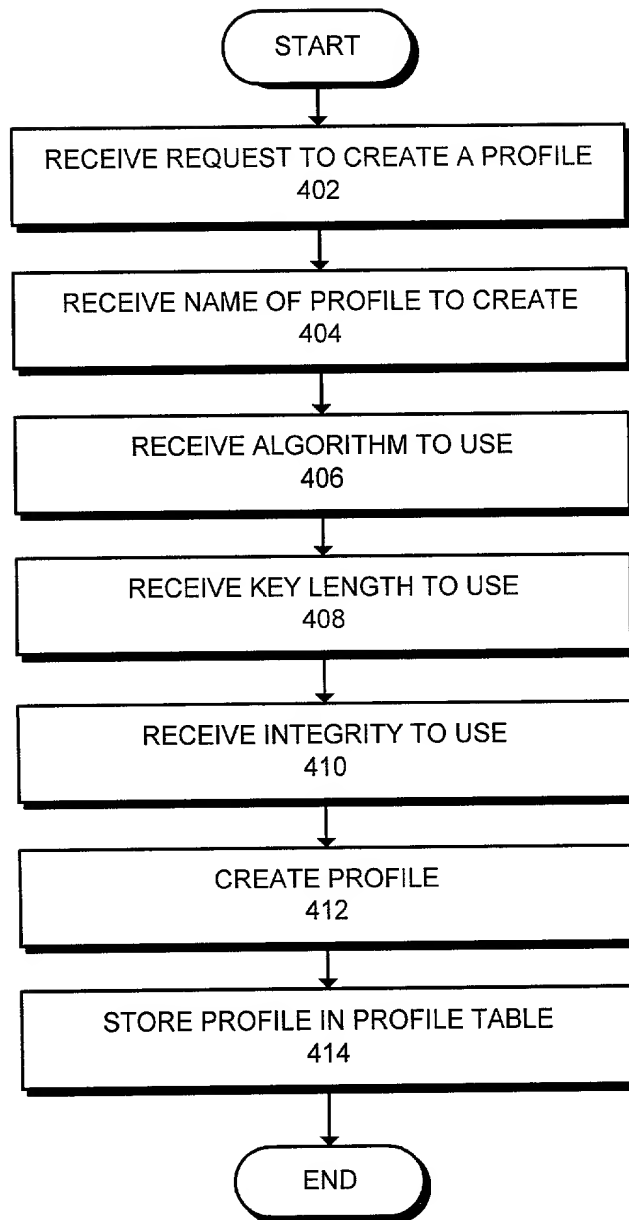 START
RECEIVE REQUEST TO CREATE A PROFILE
402
RECEIVE NAME OF PROFILE TO CREATE
404
RECEIVE ALGORITHM TO USE
406
RECEIVE KEY LENGTH TO USE
408
RECEIVE INTEGRITY TO USE
410
CREATE PROFILE
412
STORE PROFILE IN PROFILE TABLE
414
END